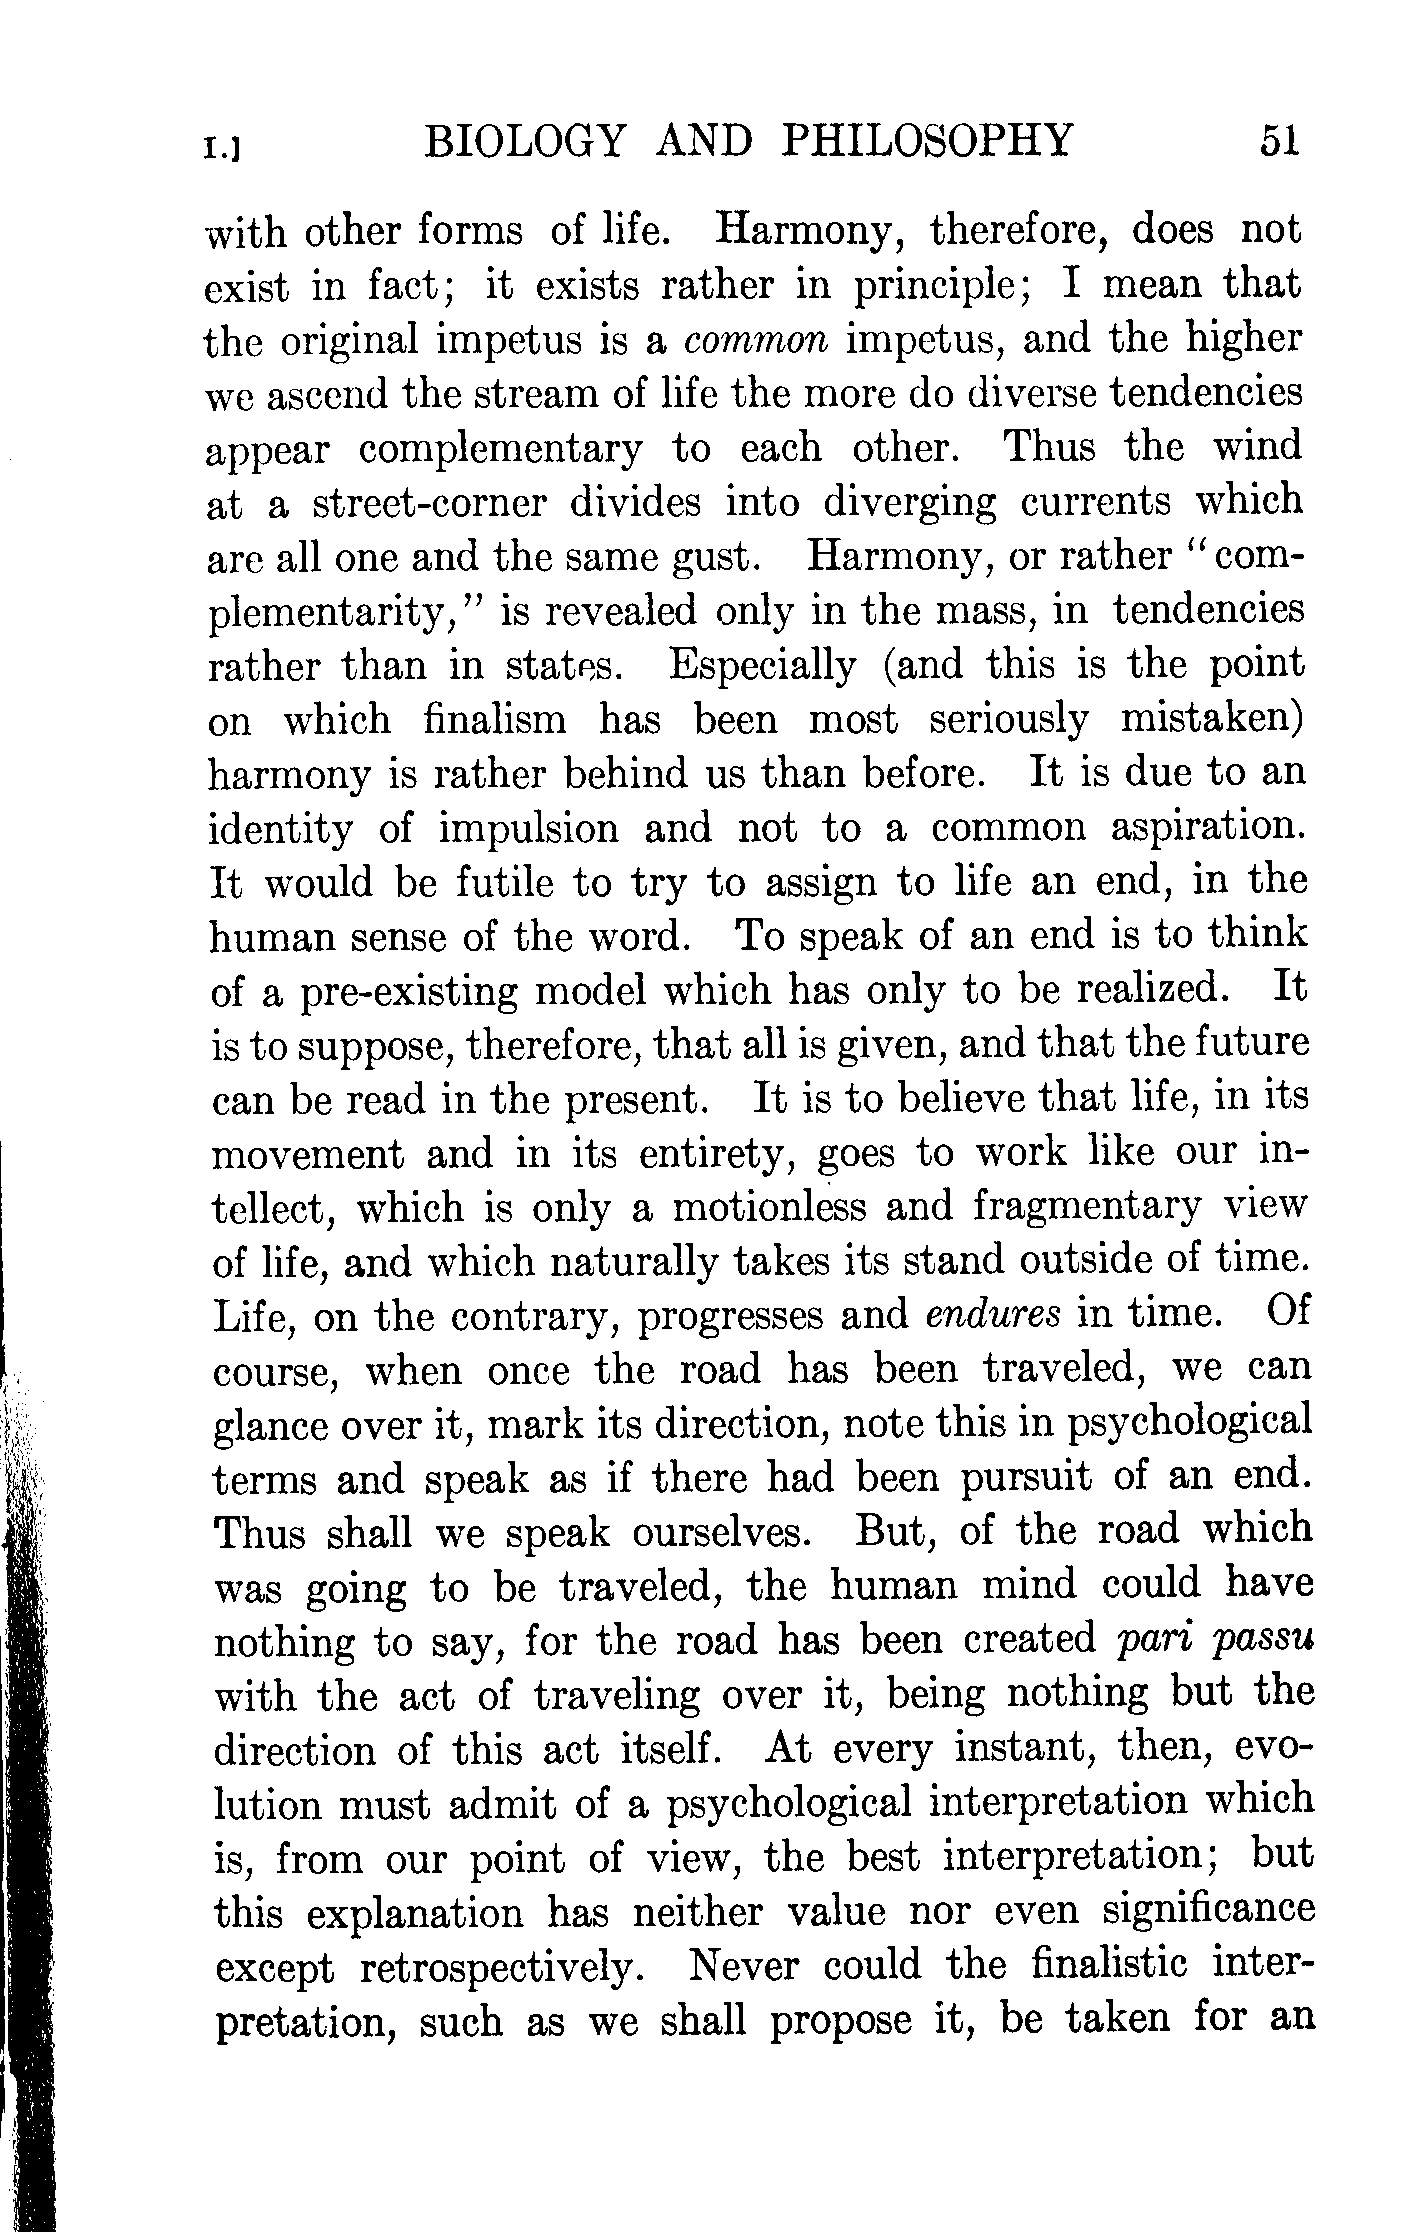 I.] BIOLOGY AND PHILOSOPHY 51
with other forms of life. Harmony, therefore, does not
exist in fact; it exists rather in principle; I mean that
the original impetus is a common impetus, and the higher
we ascend the stream of life the more do diverse tendencies
appear complementary to each other. Thus the wind
at a street-corner divides into diverging currents which
are all one and the same gust. Harmony, or rather "com-
plementarity," is revealed only in the mass, in tendencies
rather than in states. Especially (and this is the point
on which finalism has been most seriously mistaken)
harmony is rather behind us than before. It is due to an
identity of impulsion and not to a common aspiration.
It would be futile to try to assign to life an end, in the
human sense of the word. To speak of an end is to think
of a pre-existing model which has only to be realized. It
is to suppose, therefore, that all is given, and that the future
can be read in the present. It is to believe that life, in its
movement and in its entirety, goes to work like our in-
tellect, which is only a motionless and fragmentary view
of life, and which naturally takes its stand outside of time.
Life, on the contrary, progresses and endures in time. Of
course, when once the road has been traveled, we can
glance over it, mark its direction, note this in psychological
terms and speak as if there had been pursuit of an end.
Thus shall we speak ourselves. But, of the road which
was going to be traveled, the human mind could have
nothing to say, for the road has been created pari passu
with the act of traveling over it, being nothing but the
direction of this act itself. At every instant, then, evo-
lution must admit of a psychological interpretation which
is, from our point of view, the best interpretation; but
this explanation has neither value nor even significance
except retrospectively. Never could the finalistic inter-
pretation, such as we shall propose it, be taken for an